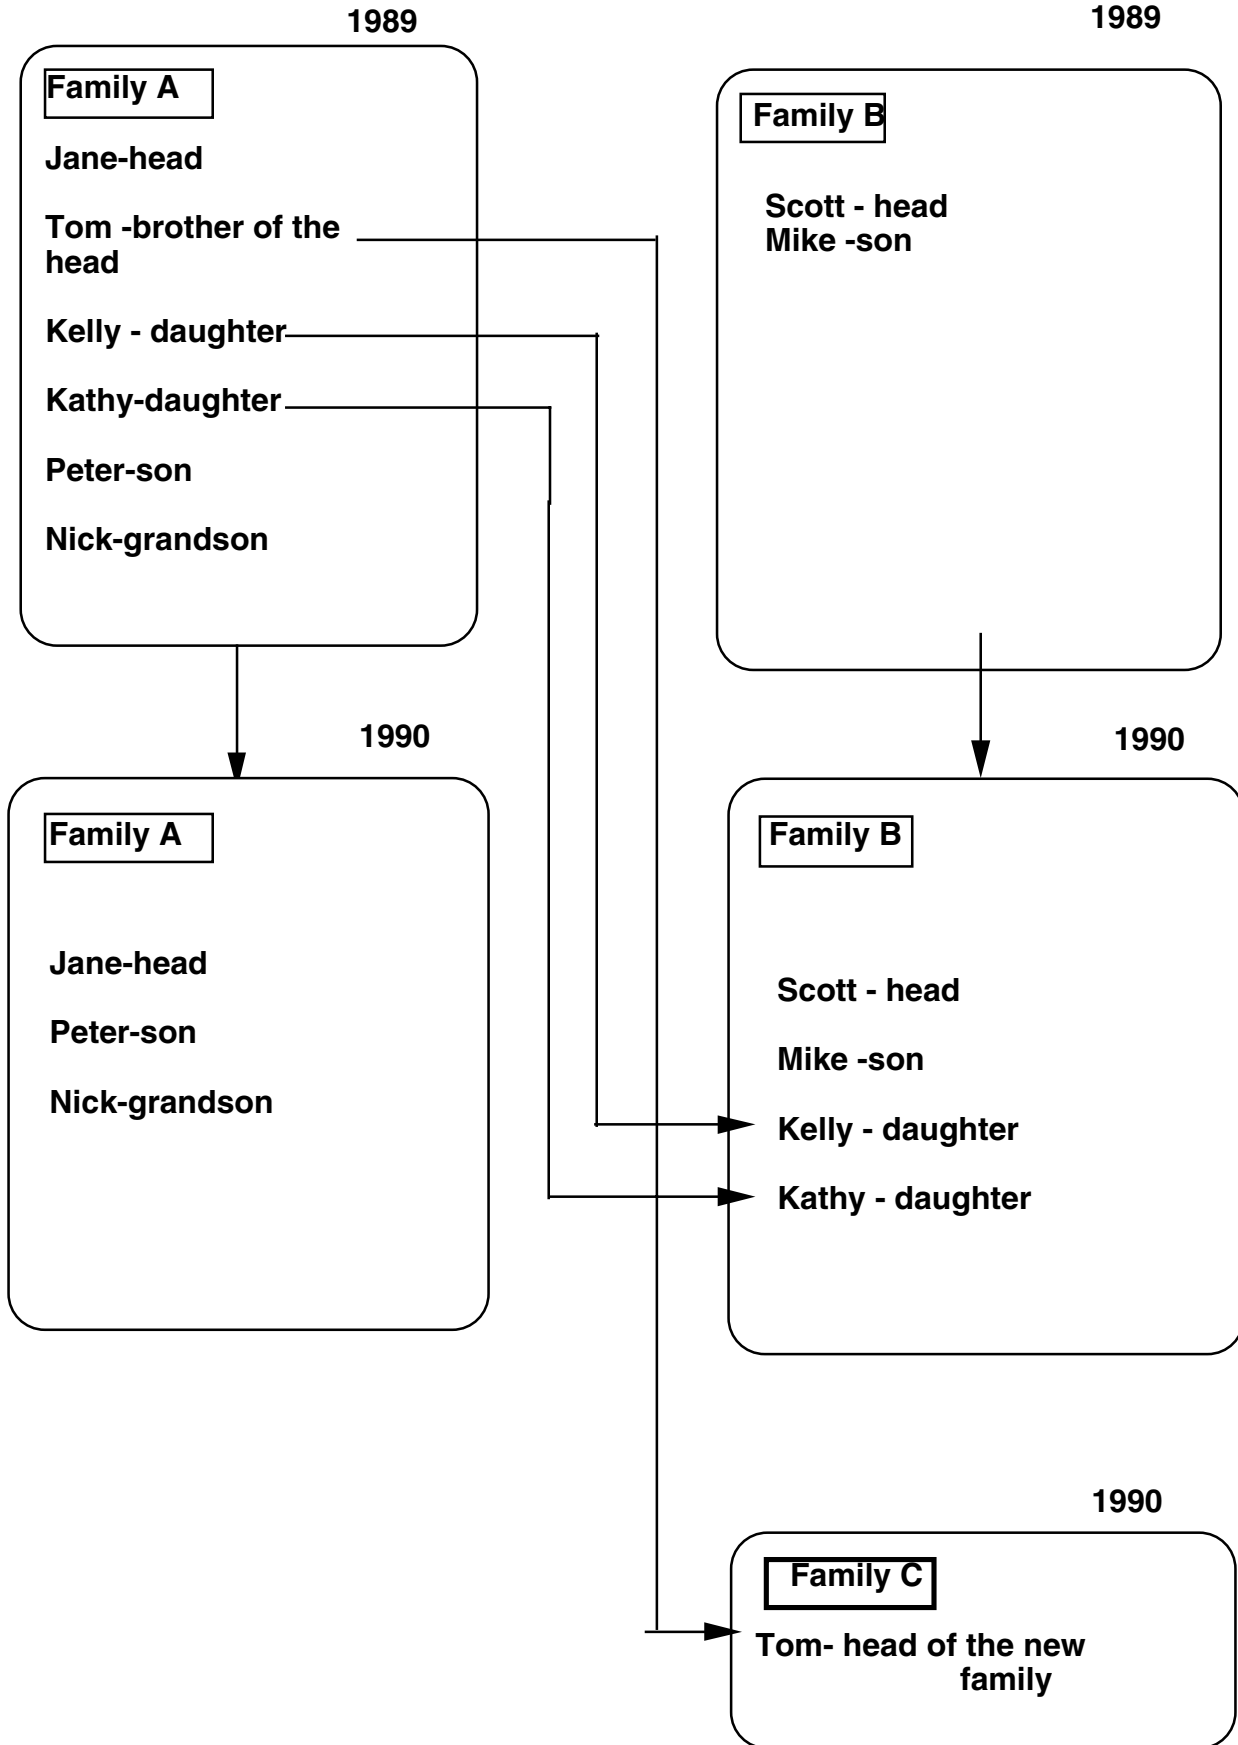 1989
Family A
Jane-head
Tom -brother of the
head
Kelly - daughter
Kathy-daughter
Peter-son
Nick-grandson
1989
Family B
Scott - head
Mike -son
1990
Family A
Jane-head
Peter-son
Nick-grandson
1990
Family B
Scott - head
Mike -son
Kelly - daughter
Kathy - daughter
1990
Family C
Tom- head of the new
family